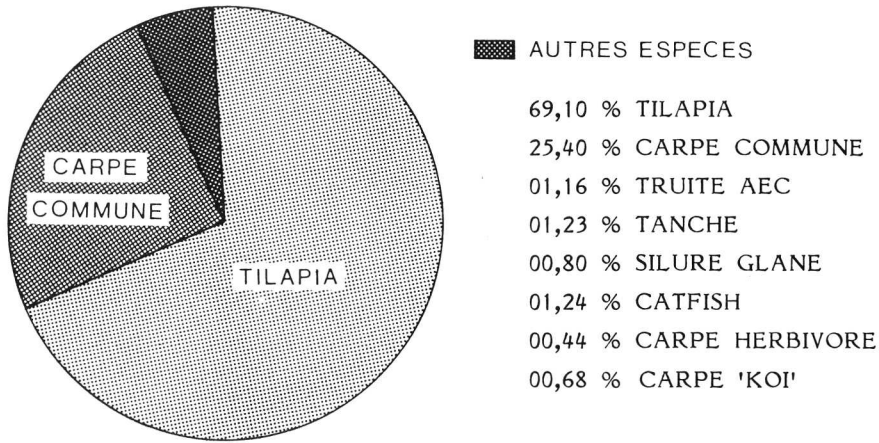 CARPE
COMMUNE
TILAPIA
AUTRES ESPECES
69,10 % TILAPIA
25,40 % CARPE COMMUNE
01,16 % TRUITE AEC
01,23 % TANCHE
00,80 % SILURE GLANE
01,24 % CATFISH
00,44 % CARPE HERBIVORE
00,68 % CARPE 'KOI'